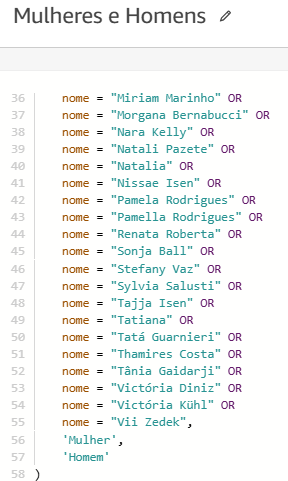 Mulheres e Homens
36 nome = "Miriam Marinho" OR
37 nome = "Morgana Bernabucci" OR
38 nome = "Nara Kelly" OR
39 nome = "Natali Pazete" OR
40 nome = "Natalia" OR
41 nome = "Nissae Isen" OR
42 nome = "Pamela Rodrigues" OR
43 nome = "Pamella Rodrigues" OR
44 nome = "Renata Roberta" OR
45 nome = "Sonja Ball" OR
46 nome = "Stefany Vaz" OR
47 nome = "Sylvia Salusti" OR
48 nome = "Tajja Isen" OR
49 nome = "Tatiana" OR
50 nome = "Tatá Guarnieri" OR
51 nome = "Thamires Costa" OR
52 nome = "Tânia Gaidarji" OR
53 nome = "Victória Diniz" OR
54 nome = "Victória Kühl" OR
55 nome = "Vii Zedek",
56 'Mulher',
57 'Homem'
58 )